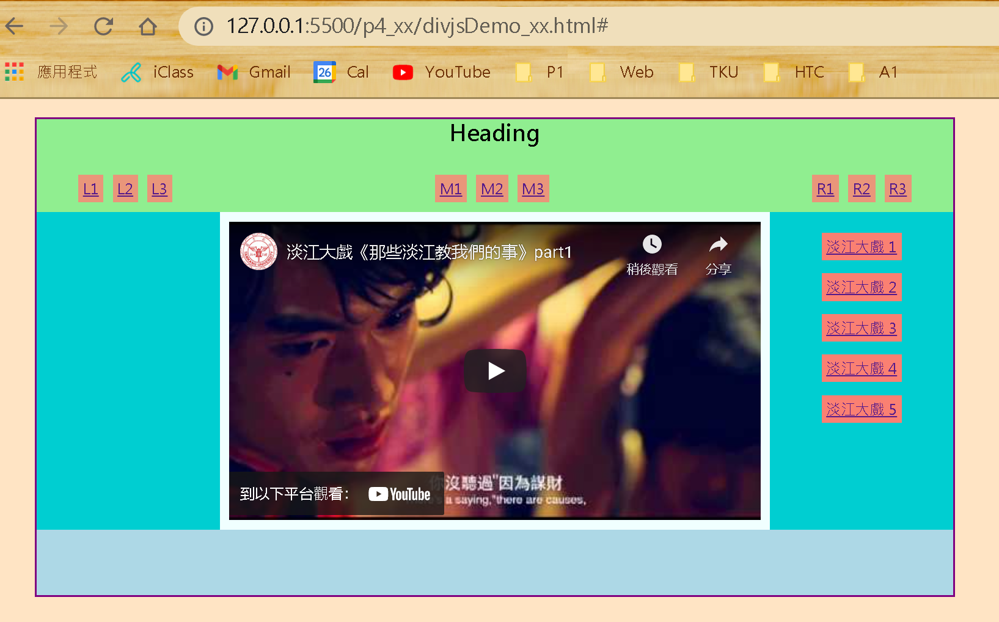 127.0.0.1:5500/p4_xx/divjsDemo_xx.html#
應用程式 iClass Gmail 26 Cal YouTube P1 Web TKU HTC A1
Heading
L1 L2 L3 M1 M2 M3 R1 R2 R3
淡江大戲《那些淡江教我們的事》part1
稍後觀看 分享
淡江大戲 1
淡江大戲 2
淡江大戲 3
淡江大戲 4
淡江大戲 5
你沒聽過"因為謀財
a saying,"there are causes,
到以下平台觀看： YouTube